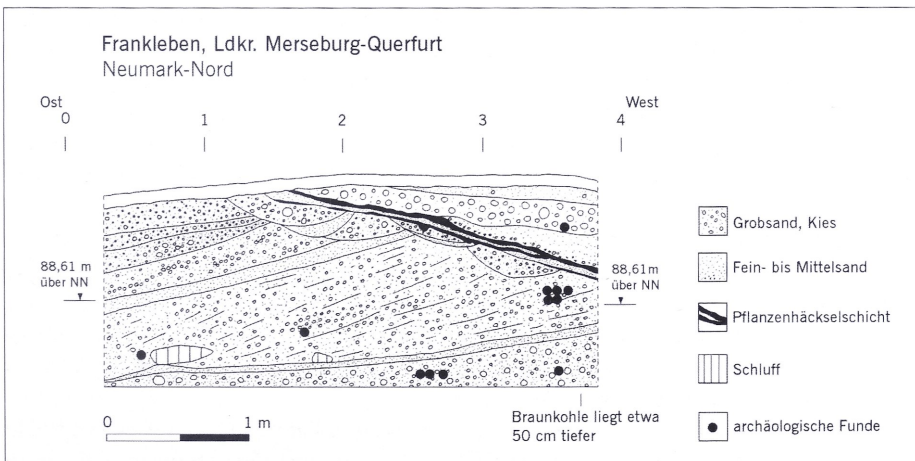 Frankleben, Ldkr. Merseburg-Querfurt
Neumark-Nord
Ost
West
0
1
2
3
4
88,61 m
über NN
88,61m
über NN
Grobsand, Kies
Fein- bis Mittelsand
Pflanzenhäckselschicht
Schluff
archäologische Funde
0
1 m
Braunkohle liegt etwa
50 cm tiefer